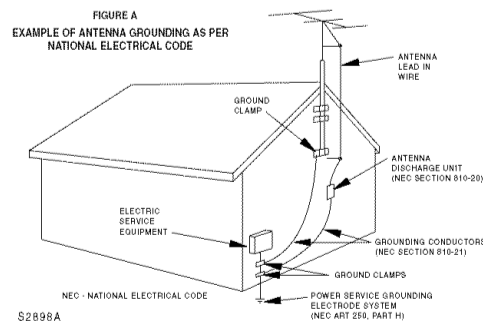 FIGURE A
EXAMPLE OF ANTENNA GROUNDING AS PER
NATIONAL ELECTRICAL CODE
ANTENNA
LEAD IN
WIRE
GROUND
CLAMP
ANTENNA
DISCHARGE UNIT
(NEC SECTION 810-20)
ELECTRIC
SERVICE
EQUIPMENT
GROUNDING CONDUCTORS
(NEC SECTION 810-21)
GROUND CLAMPS
NEC - NATIONAL ELECTRICAL CODE
POWER SERVICE GROUNDING
ELECTRODE SYSTEM
(NEC ART 250, PART H)
S2898A